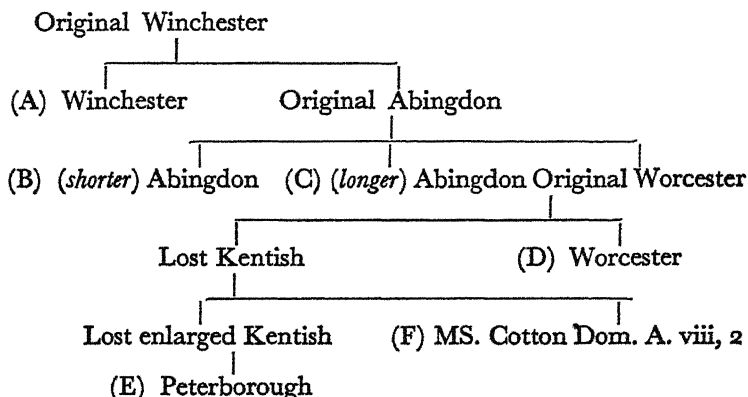 Original Winchester
(A) Winchester Original Abingdon
(B) (shorter) Abingdon (C) (longer) Abingdon Original Worcester
Lost Kentish (D) Worcester
Lost enlarged Kentish (F) MS. Cotton Dom. A. viii, 2
(E) Peterborough